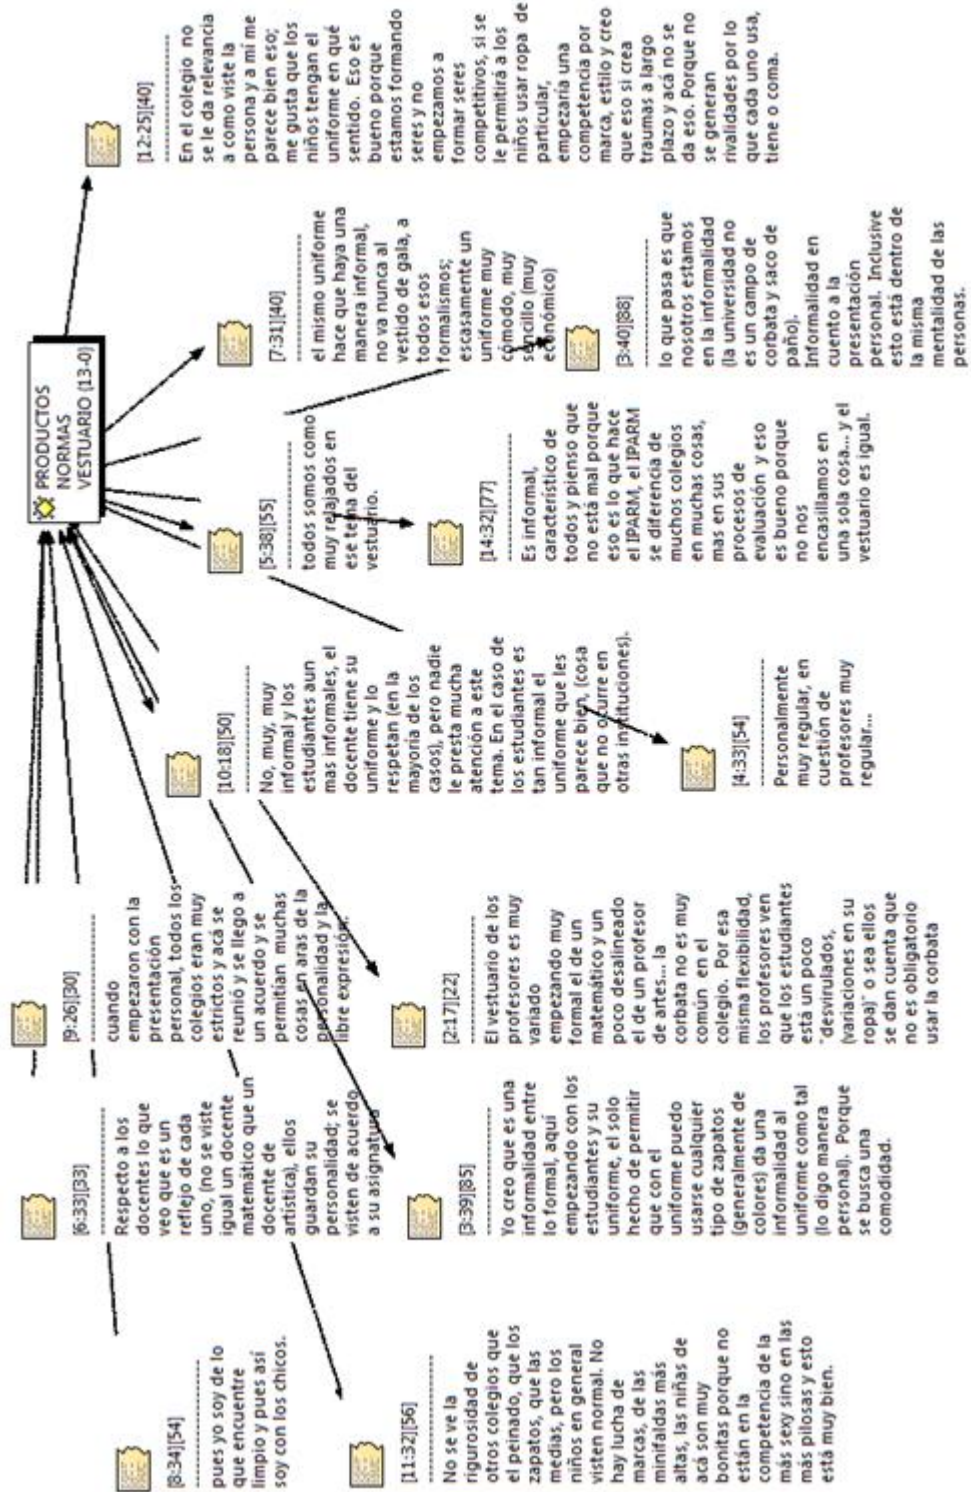 PRODUCTOS
NORMAS
VESTUARIO {13-0}
[8:34][54]
pues yo soy de lo
que encuentre
limpio y pues así
soy con los chicos.
[6:33][33]
Respecto a los
docentes lo que
veo que es un
reflejo de cada
uno, (no se viste
igual un docente
matemático que un
docente de
artística), ellos
guardan su
personalidad; se
visten de acuerdo
a su asignatura
[9:26][30]
cuando
empezaron con la
presentación
personal, todos los
colegios eran muy
estrictos y acá se
reunió y se llego a
un acuerdo y se
permitían muchas
cosas en aras de la
personalidad y la
libre expresión.
[10:18][50]
No, muy, muy
informal y los
estudiantes aun
mas informales, el
docente tiene su
uniforme y lo
respetan (en la
mayoría de los
casos), pero nadie
le presta mucha
atención a este
tema. En el caso de
los estudiantes es
tan informal el
uniforme que les
parece bien, (cosa
que no ocurre en
otras instituciones).
[5:38][55]
todos somos como
muy relajados en
ese tema del
vestuario.
[7:31][40]
el mismo uniforme
hace que haya una
manera informal,
no va nunca al
vestido de gala, a
todos esos
formalismos;
escasamente un
uniforme muy
cómodo, muy
sencillo (muy
económico)
[12:25][40]
En el colegio no
se le da relevancia
a como viste la
persona y a mi me
parece bien eso;
me gusta que los
niños tengan el
uniforme en qué
sentido. Eso es
bueno porque
estamos formando
seres y no
empezamos a
formar seres
competitivos, si se
le permitirá a los
niños usar ropa de
particular,
empezaría una
competencia por
marca, estilo y creo
que eso si crea
traumas a largo
plazo y acá no se
da eso. Porque no
se generan
rivalidades por lo
que cada uno usa,
tiene o coma.
[11:32][56]
No se ve la
rigurosidad de
otros colegios que
el peinado, que los
zapatos, que las
medias, pero los
niños en general
visten normal. No
hay lucha de
marcas, de las
minifaldas más
altas, las niñas de
acá son muy
bonitas porque no
están en la
competencia de la
más sexy sino en las
más pilosas y esto
está muy bien.
[3:39][85]
Yo creo que es una
informalidad entre
lo formal, aquí
empezando con los
estudiantes y su
uniforme, el solo
hecho de permitir
que con el
uniforme puedo
usarse cualquier
tipo de zapatos
(generalmente de
colores) da una
informalidad al
uniforme como tal
(lo digo manera
personal). Porque
se busca una
comodidad.
[2:17][22]
El vestuario de los
profesores es muy
variado
empezando muy
formal el de un
matemático y un
poco desalineado
el de un profesor
de artes... la
corbata no es muy
común en el
colegio. Por esa
misma flexibilidad,
los profesores ven
que los estudiantes
está un poco
"desvirulados,
(variaciones en su
ropa)" o sea ellos
se dan cuenta que
no es obligatorio
usar la corbata
[4:33][54]
Personalmente
muy regular, en
cuestión de
profesores muy
regular...
[14:32][77]
Es informal,
característico de
todos y pienso que
no está mal porque
eso es lo que hace
el IPARM, el IPARM
se diferencia de
muchos colegios
en muchas cosas,
mas en sus
procesos de
evaluación y eso
es bueno porque
no nos
encasillamos en
una sola cosa... y el
vestuario es igual.
[3:40][88]
lo que pasa es que
nosotros estamos
en la informalidad
(la universidad no
es un campo de
corbata y saco de
paño).
Informalidad en
cuento a la
presentación
personal. Inclusive
esto está dentro de
la misma
mentalidad de las
personas.